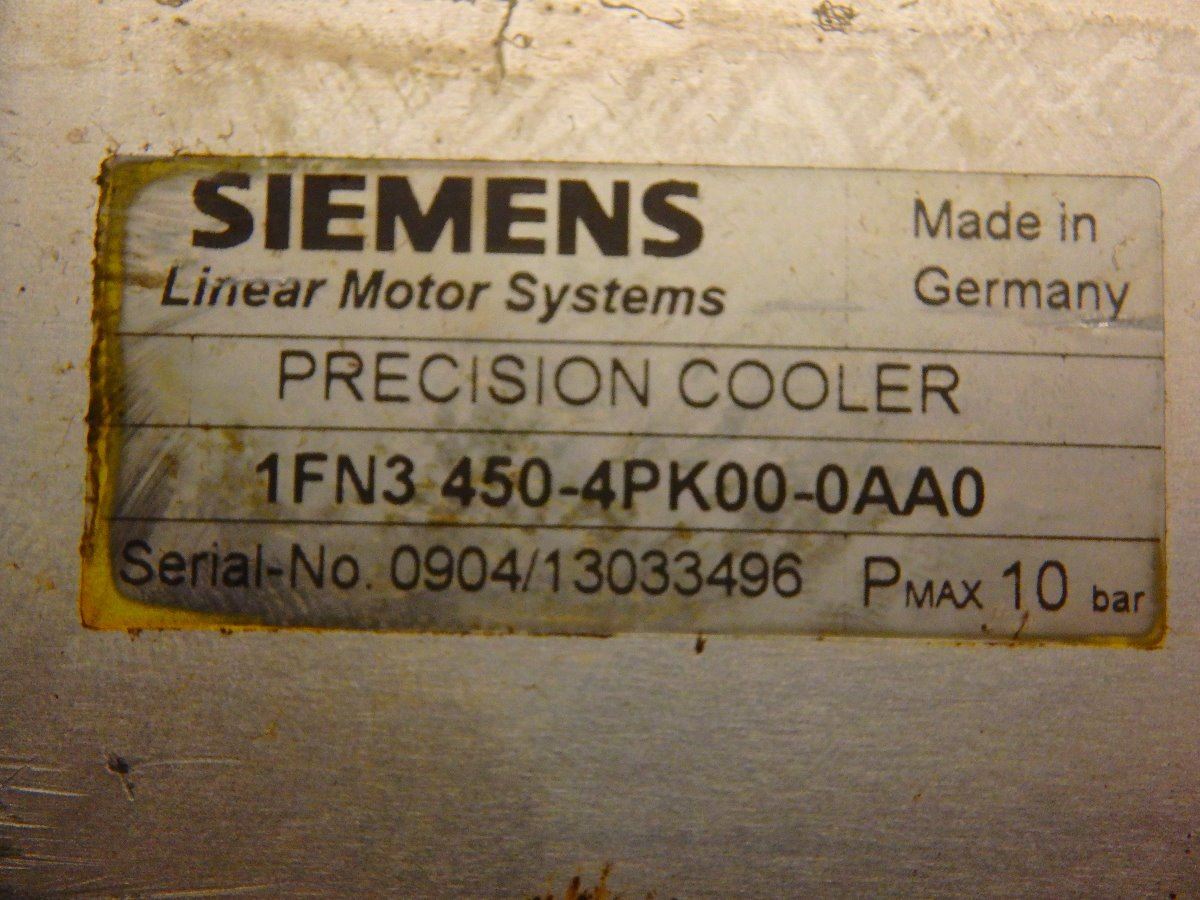 SIEMENS
Linear Motor Systems
Made in
Germany
PRECISION COOLER
1FN3 450-4PK00-0AA0
Serial-No. 0904/13033496 PMAX 10 bar